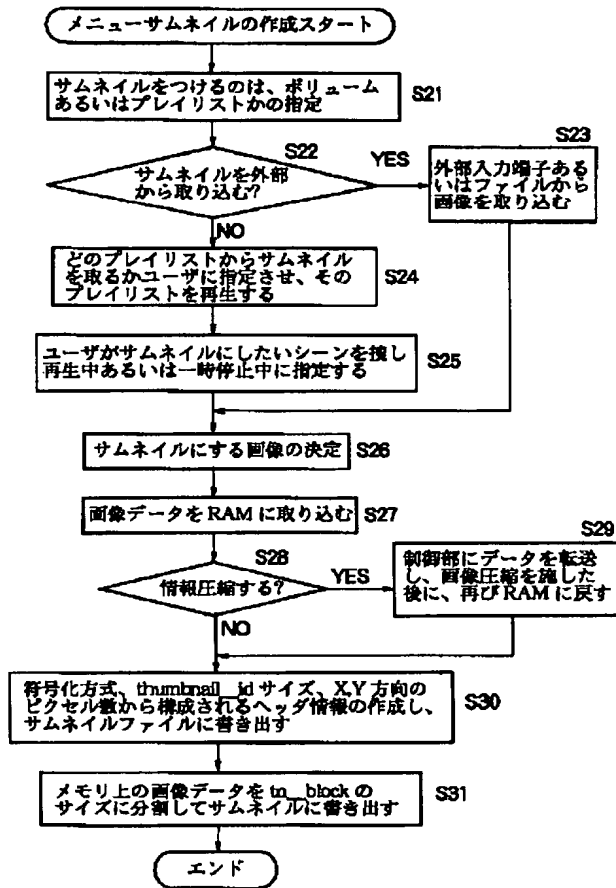 メニューサムネイルの作成スタート
サムネイルをつけるのは、ボリューム
あるいはプレイリストかの指定
S21
S22
サムネイルを外部
から取り込む?
YES
NO
S23
外部入力端子ある
いはファイルから
画像を取り込む
どのプレイリストからサムネイル
を取るかユーザに指定させ、その
プレイリストを再生する
S24
ユーザがサムネイルにしたいシーンを捜し
再生中あるいは一時停止中に指定する
S25
サムネイルにする画像の決定
S26
画像データをRAMに取り込む
S27
S28
情報圧縮する?
YES
NO
S29
制御部にデータを転送
し、画像圧縮を施した
後に、再びRAMに戻す
符号化方式、thumbnail_idサイズ、X,Y方向の
ピクセル数から構成されるヘッダ情報の作成し、
サムネイルファイルに書き出す
S30
メモリ上の画像データをtn_blockの
サイズに分割してサムネイルに書き出す
S31
エンド